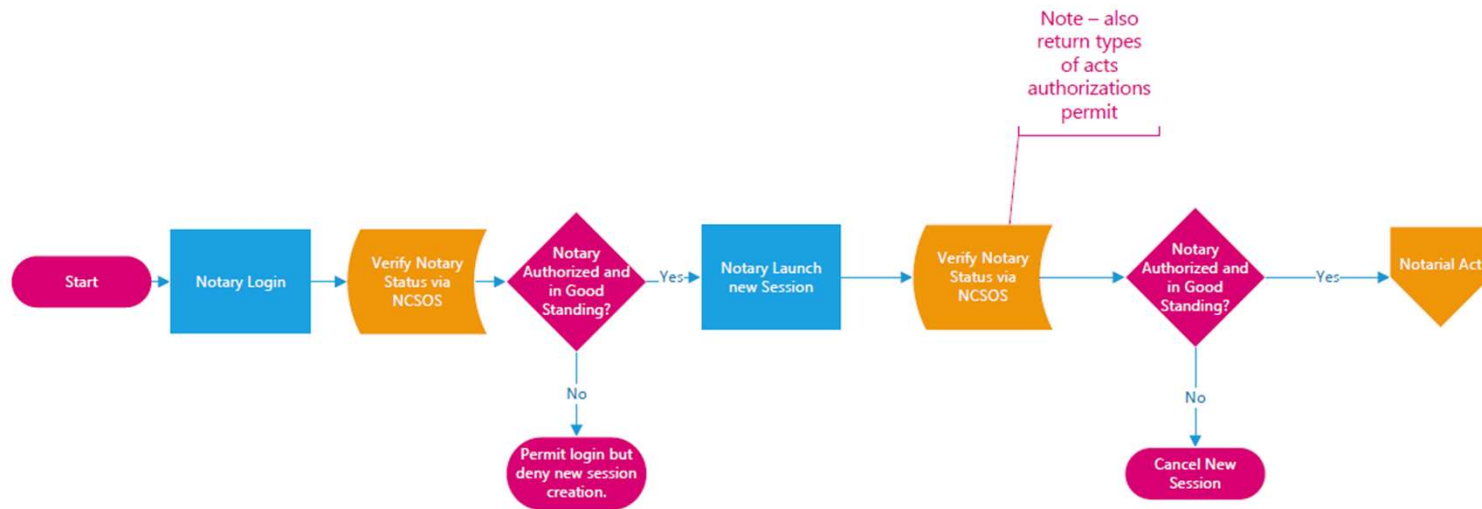 Note – also
return types
of acts
authorizations
permit
Start
Notary Login
Verify Notary
Status via
NCSOS
Notary
Authorized and
in Good
Standing?
Yes
Notary Launch
new Session
Verify Notary
Status via
NCSOS
Notary
Authorized and
in Good
Standing?
Yes
Notarial Act
No
Permit login but
deny new session
creation.
No
Cancel New
Session